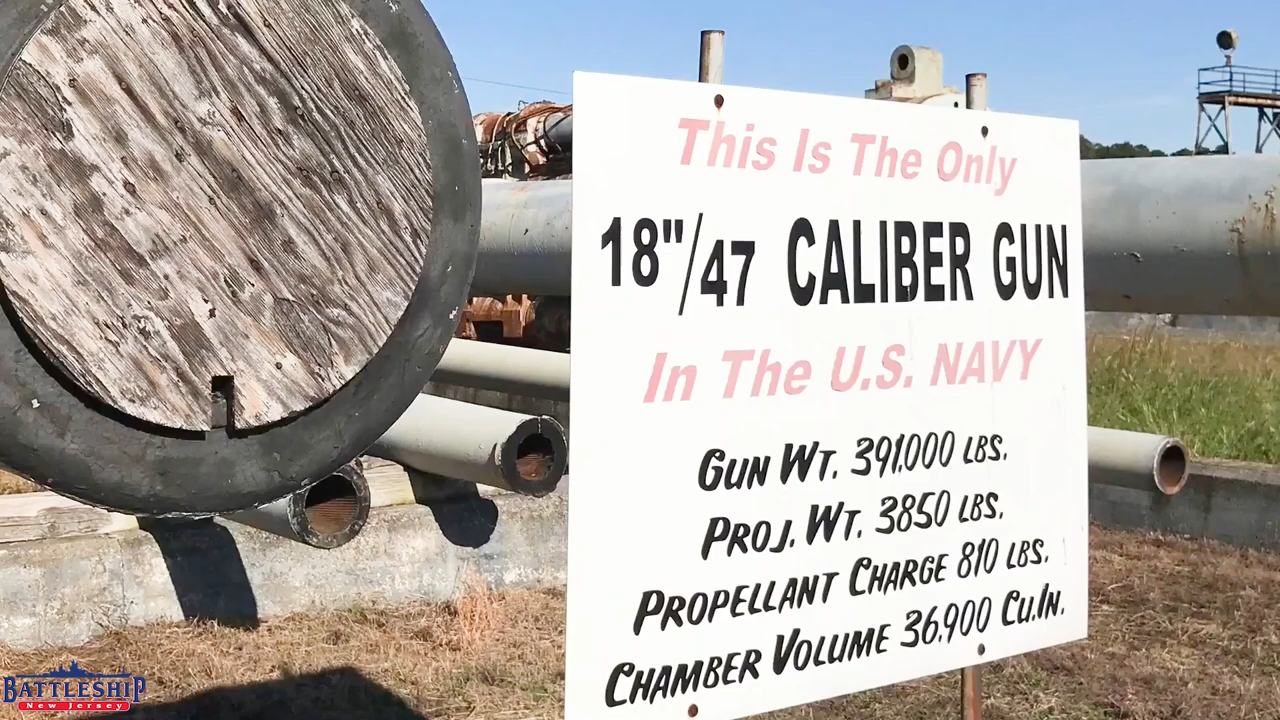 This Is The Only
18"/47 CALIBER GUN
In The U.S. NAVY
GUN WT. 391.000 LBS.
PROJ. WT. 3850 LBS.
PROPELLANT CHARGE 810 LBS.
CHAMBER VOLUME 36.900 CU.IN.
BATTLESHIP
New Jersey